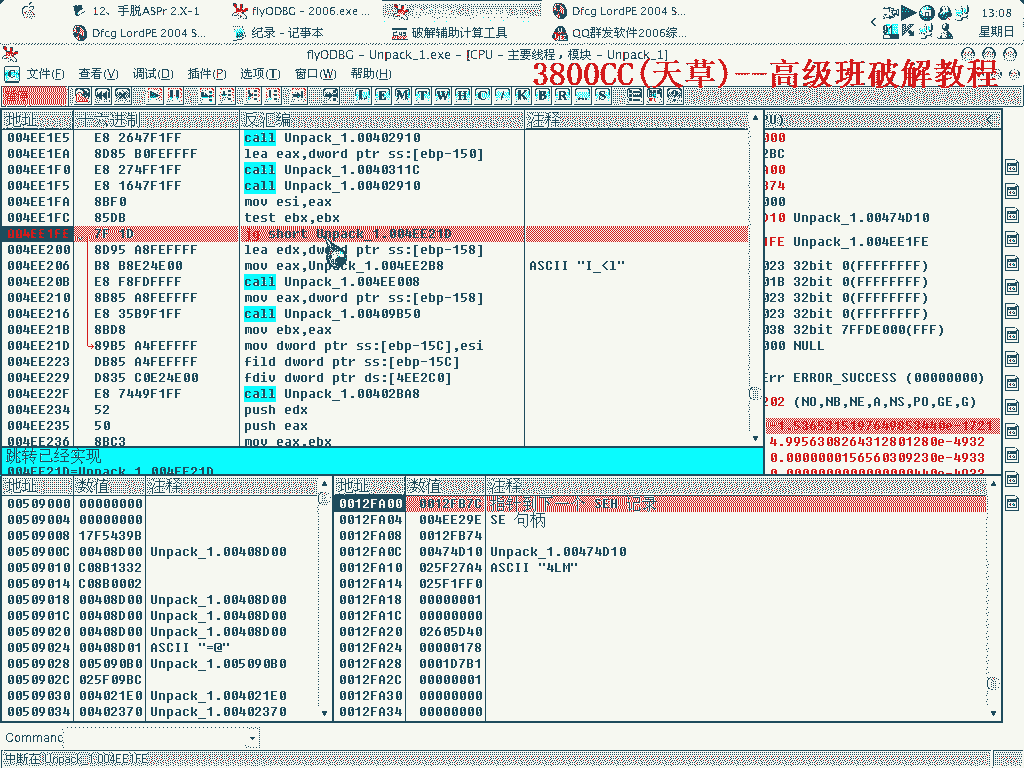 12、手脱ASPr 2.X-1
flyODBG - 2006.exe ...
Dfcg LordPE 2004 S...
13:08
Dfcg LordPE 2004 S...
纪录 - 记事本
破解辅助计算工具
QQ群发软件2006综...
星期日
flyODBG - Unpack_1.exe - [CPU - 主要线程, 模块 - Unpack_1]
文件(F) 查看(V) 调试(D) 插件(P) 选项(T) 窗口(W) 帮助(H)
3800CC(天草)--高级班破解教程
L E M T W H C / K B R ... S
地址 十六进制 反汇编 注释
004EE1E5 E8 2647F1FF call Unpack_1.00402910
004EE1EA 8D85 B0FEFFFF lea eax,dword ptr ss:[ebp-150]
004EE1F0 E8 274FF1FF call Unpack_1.0040311C
004EE1F5 E8 1647F1FF call Unpack_1.00402910
004EE1FA 8BF0 mov esi,eax
004EE1FC 85DB test ebx,ebx
004EE1FE 7F 1D jg short Unpack_1.004EE21D
004EE200 8D95 A8FEFFFF lea edx,dword ptr ss:[ebp-158]
004EE206 B8 B8E24E00 mov eax,Unpack_1.004EE2B8 ASCII "I_<l"
004EE20B E8 F8FDFFFF call Unpack_1.004EE008
004EE210 8B85 A8FEFFFF mov eax,dword ptr ss:[ebp-158]
004EE216 E8 35B9F1FF call Unpack_1.00409B50
004EE21B 8BD8 mov ebx,eax
004EE21D 89B5 A4FEFFFF mov dword ptr ss:[ebp-15C],esi
004EE223 DB85 A4FEFFFF fild dword ptr ss:[ebp-15C]
004EE229 D835 C0E24E00 fdiv dword ptr ds:[4EE2C0]
004EE22F E8 7449F1FF call Unpack_1.00402BA8
004EE234 52 push edx
004EE235 50 push eax
004EE236 8BC3 mov eax,ebx
跳转已经实现
004EE21D=Unpack_1.004EE21D
PU) <
000
2BC
A00
B74
D10 Unpack_1.00474D10
1FE Unpack_1.004EE1FE
023 32bit 0(FFFFFFFF)
01B 32bit 0(FFFFFFFF)
023 32bit 0(FFFFFFFF)
023 32bit 0(FFFFFFFF)
038 32bit 7FFDE000(FFF)
000 NULL
Err ERROR_SUCCESS (00000000)
202 (NO,NB,NE,A,NS,PO,GE,G)
4.9956308264312801280e-4932
0.0000000156560309230e-4933
地址 数值 注释
00509000 00000000
00509004 00000000
00509008 17F5439B
0050900C 00408D00 Unpack_1.00408D00
00509010 C08B1332
00509014 C08B0002
00509018 00408D00 Unpack_1.00408D00
0050901C 00408D00 Unpack_1.00408D00
00509020 00408D00 Unpack_1.00408D00
00509024 00408D01 ASCII "=@"
00509028 005090B0 Unpack_1.005090B0
0050902C 025F09BC
00509030 004021E0 Unpack_1.004021E0
00509034 00402370 Unpack_1.00402370
地址 数值 注释
0012FA00 0012FB7C 指针到下一个 SEH 记录
0012FA04 004EE29E SE 句柄
0012FA08 0012FB74
0012FA0C 00474D10 Unpack_1.00474D10
0012FA10 025F27A4 ASCII "4LM"
0012FA14 025F1FF0
0012FA18 00000001
0012FA1C 00000000
0012FA20 02605D40
0012FA24 00000178
0012FA28 0001D7B1
0012FA2C 00000001
0012FA30 00000000
0012FA34 00000000
Command
中断在 Unpack_1.004EE1FE